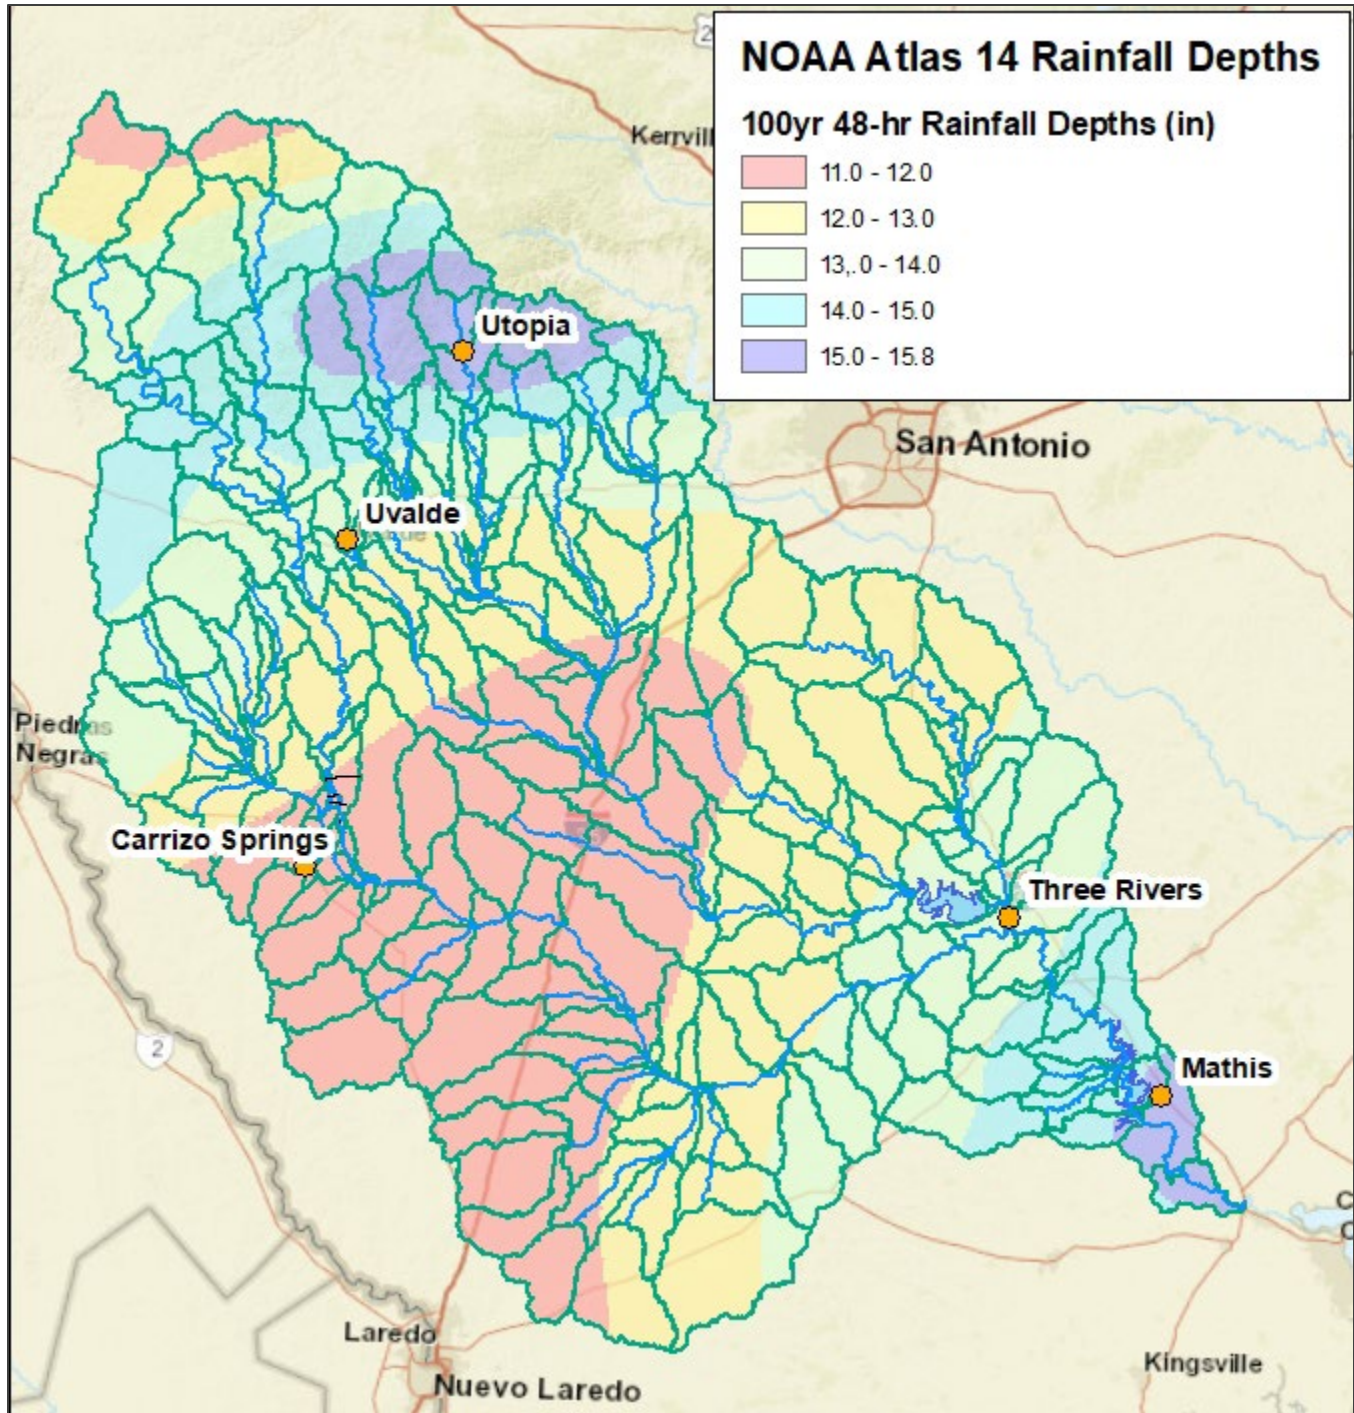 NOAA Atlas 14 Rainfall Depths
100yr 48-hr Rainfall Depths (in)
11.0 - 12.0
12.0 - 13.0
13,.0 - 14.0
14.0 - 15.0
15.0 - 15.8
2
Kerrvill
Utopia
San Antonio
Uvalde
Piedras
Negras
Carrizo Springs
Three Rivers
2
Mathis
C
C
Laredo
Kingsville
Nuevo Laredo